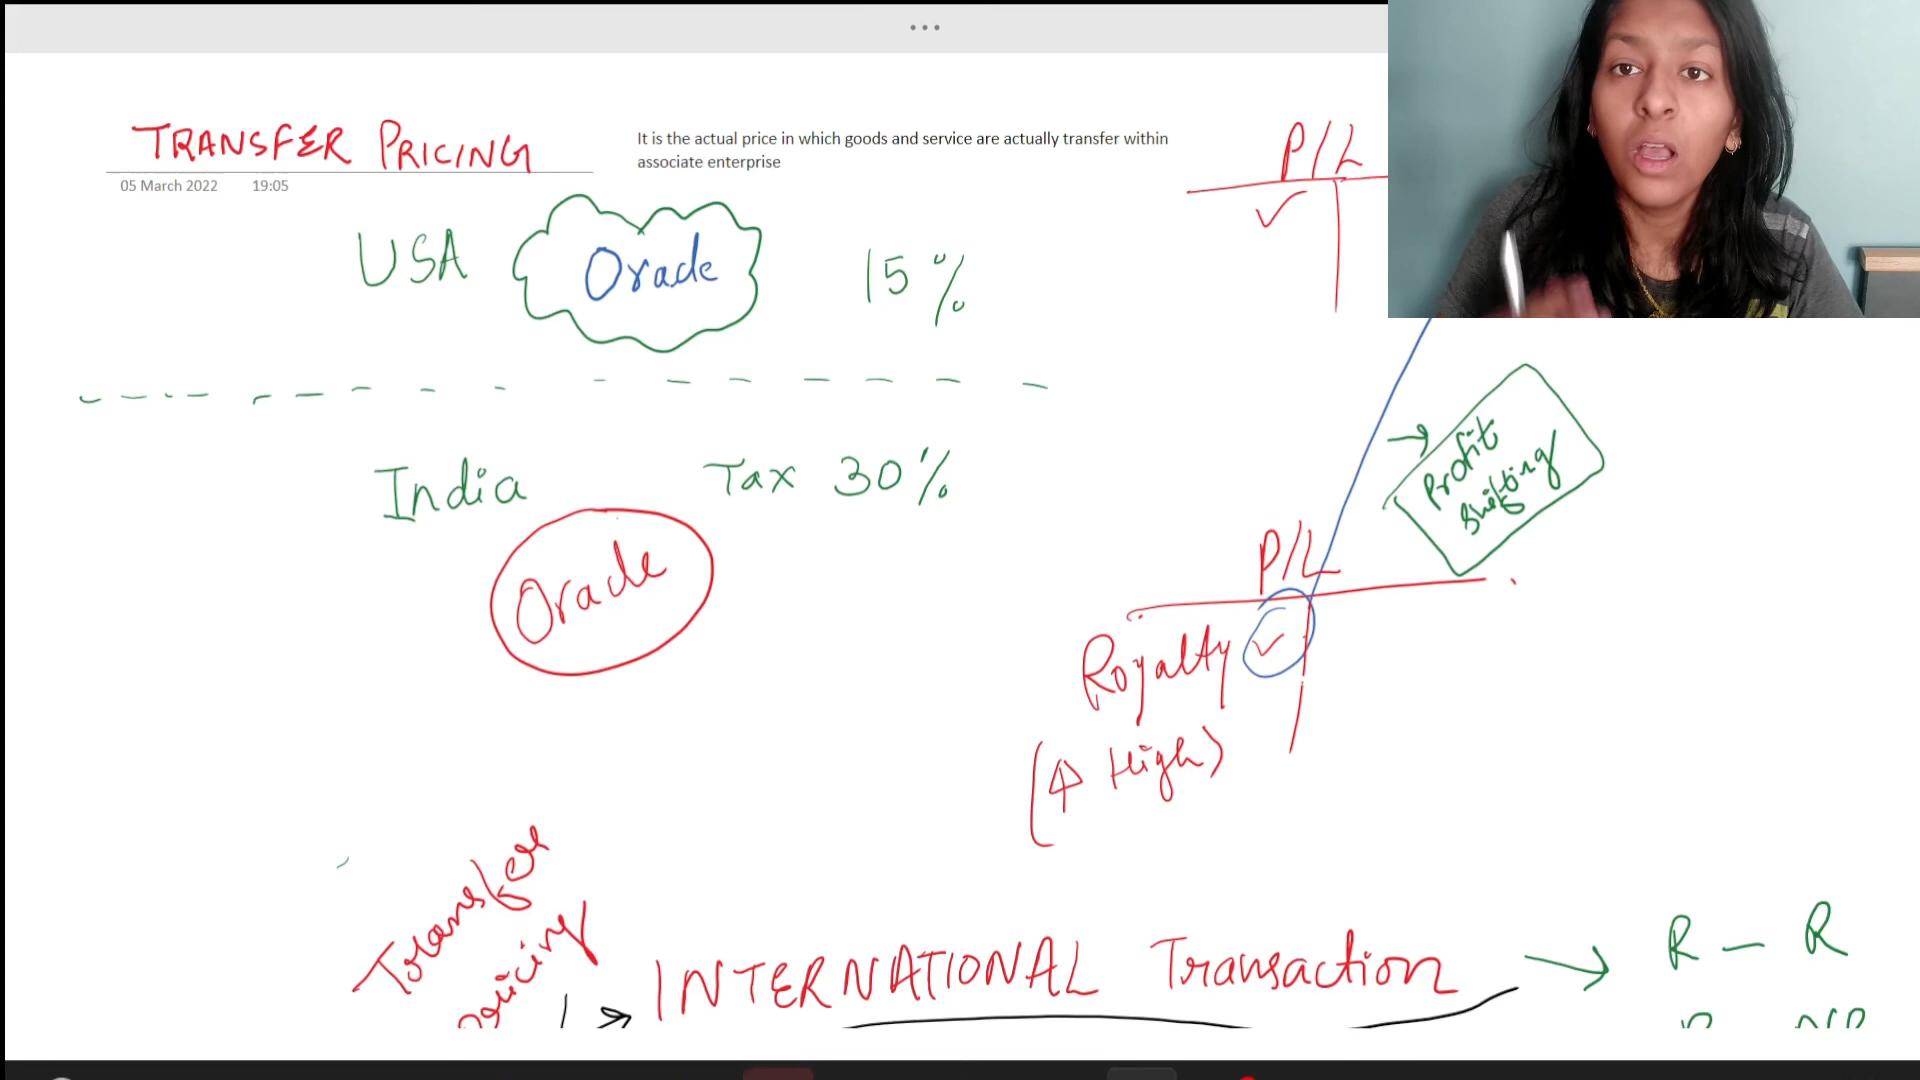 TRANSFER PRICING
It is the actual price in which goods and service are actually transfer within
associate enterprise
05 March 2022 19:05
P/L
USA Oracle 15%
India Tax 30%
Oracle
Profit
Shifting
P/L
Royalty
(↑ High)
Transfer
pricing
INTERNATIONAL Transaction → R - R